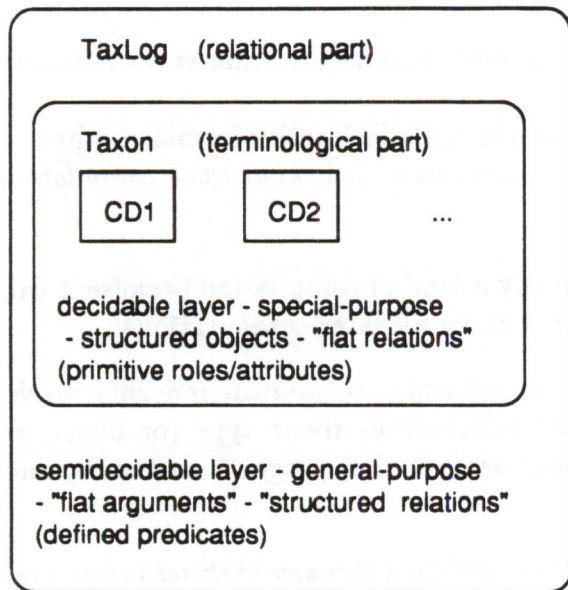 TaxLog (relational part)
Taxon (terminological part)
CD1 CD2 ...
decidable layer - special-purpose
- structured objects - "flat relations"
(primitive roles/attributes)
semidecidable layer - general-purpose
- "flat arguments" - "structured relations"
(defined predicates)